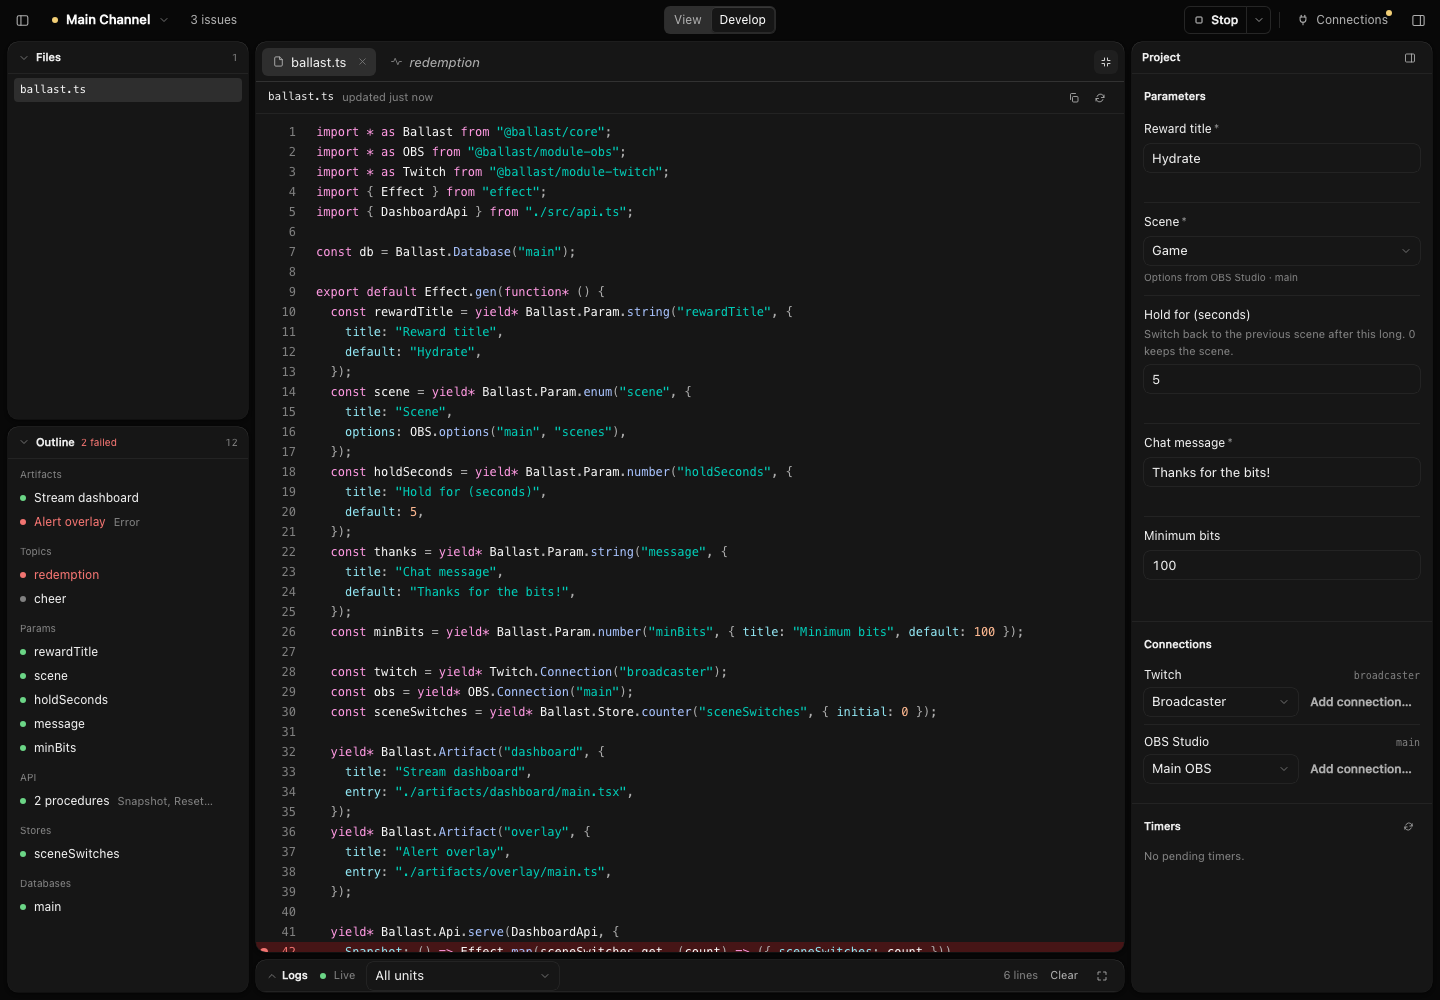 Main Channel
3 issues
View
Develop
Stop
Connections
Files
1
ballast.ts
Outline
2 failed
12
Artifacts
Stream dashboard
Alert overlay Error
Topics
redemption
cheer
Params
rewardTitle
scene
holdSeconds
message
minBits
API
2 procedures Snapshot, Reset...
Stores
sceneSwitches
Databases
main
ballast.ts
redemption
ballast.ts updated just now
1 import * as Ballast from "@ballast/core";
2 import * as OBS from "@ballast/module-obs";
3 import * as Twitch from "@ballast/module-twitch";
4 import { Effect } from "effect";
5 import { DashboardApi } from "./src/api.ts";
6
7 const db = Ballast.Database("main");
8
9 export default Effect.gen(function* () {
10 const rewardTitle = yield* Ballast.Param.string("rewardTitle", {
11 title: "Reward title",
12 default: "Hydrate",
13 });
14 const scene = yield* Ballast.Param.enum("scene", {
15 title: "Scene",
16 options: OBS.options("main", "scenes"),
17 });
18 const holdSeconds = yield* Ballast.Param.number("holdSeconds", {
19 title: "Hold for (seconds)",
20 default: 5,
21 });
22 const thanks = yield* Ballast.Param.string("message", {
23 title: "Chat message",
24 default: "Thanks for the bits!",
25 });
26 const minBits = yield* Ballast.Param.number("minBits", { title: "Minimum bits", default: 100 });
27
28 const twitch = yield* Twitch.Connection("broadcaster");
29 const obs = yield* OBS.Connection("main");
30 const sceneSwitches = yield* Ballast.Store.counter("sceneSwitches", { initial: 0 });
31
32 yield* Ballast.Artifact("dashboard", {
33 title: "Stream dashboard",
34 entry: "./artifacts/dashboard/main.tsx",
35 });
36 yield* Ballast.Artifact("overlay", {
37 title: "Alert overlay",
38 entry: "./artifacts/overlay/main.ts",
39 });
40
41 yield* Ballast.Api.serve(DashboardApi, {
42 Snapshot: () => Effect.map(sceneSwitches.get, (count) => ({ sceneSwitches: count })),
Logs
Live
All units
6 lines
Clear
Project
Parameters
Reward title *
Hydrate
Scene *
Game
Options from OBS Studio · main
Hold for (seconds)
Switch back to the previous scene after this long. 0
keeps the scene.
5
Chat message *
Thanks for the bits!
Minimum bits
100
Connections
Twitch broadcaster
Broadcaster
Add connection...
OBS Studio main
Main OBS
Add connection...
Timers
No pending timers.